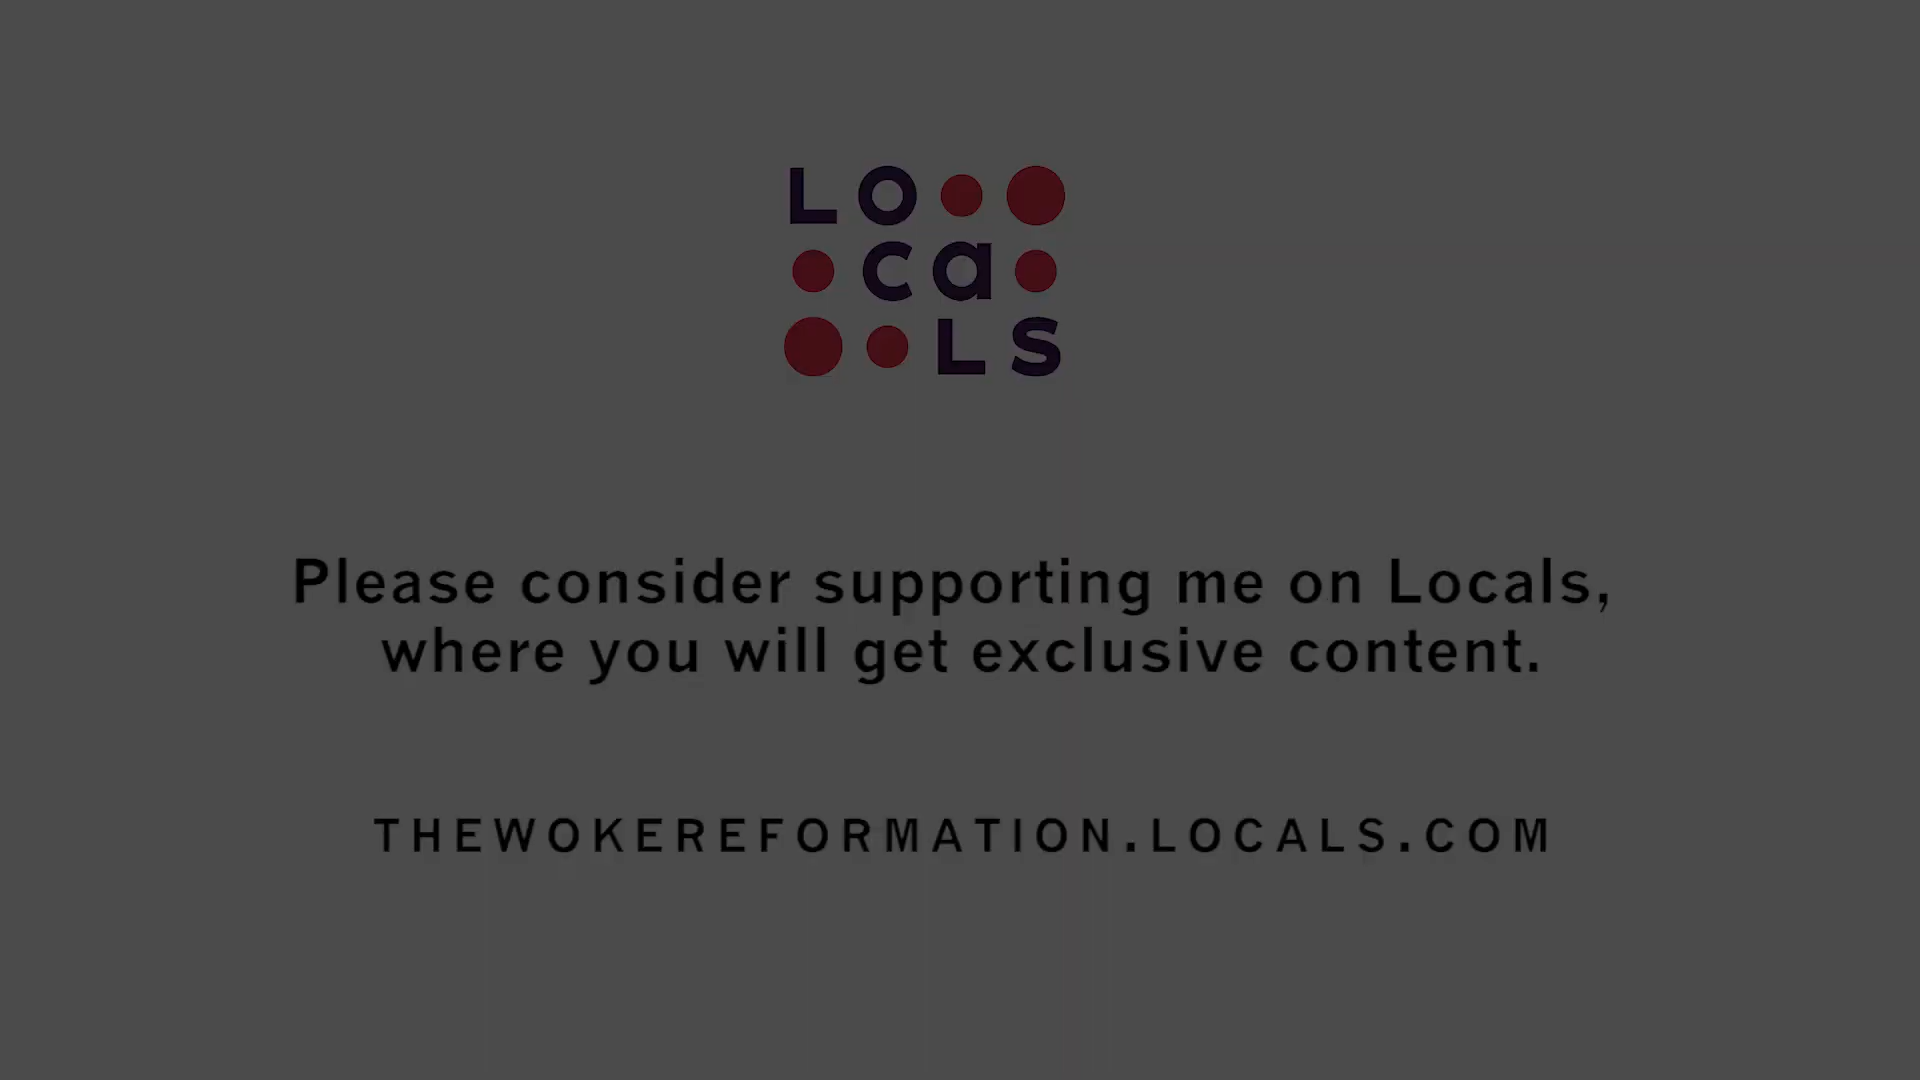 Lo
ca
LS
Please consider supporting me on Locals,
where you will get exclusive content.
THEWOKEREFORMATION.LOCALS.COM